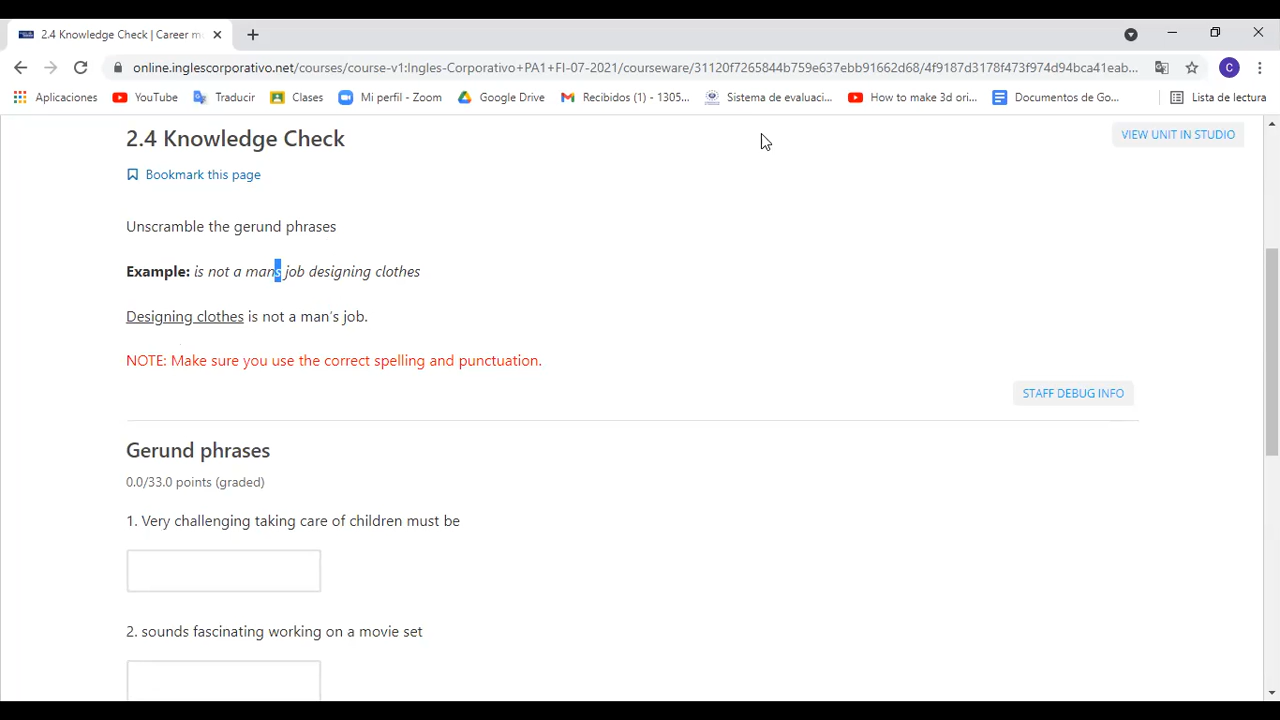 2.4 Knowledge Check | Career m
online.inglescorporativo.net/courses/course-v1:Ingles-Corporativo+PA1+FI-07-2021/courseware/31120f7265844b759e637ebb91662d68/4f9187d3178f473f974d94bca41eab...
C
Aplicaciones YouTube Traducir Clases Mi perfil - Zoom Google Drive Recibidos (1) - 1305... Sistema de evaluaci... How to make 3d ori... Documentos de Go... Lista de lectura
2.4 Knowledge Check
VIEW UNIT IN STUDIO
Bookmark this page
Unscramble the gerund phrases
Example: is not a mans job designing clothes
Designing clothes is not a man’s job.
NOTE: Make sure you use the correct spelling and punctuation.
STAFF DEBUG INFO
Gerund phrases
0.0/33.0 points (graded)
1. Very challenging taking care of children must be
2. sounds fascinating working on a movie set